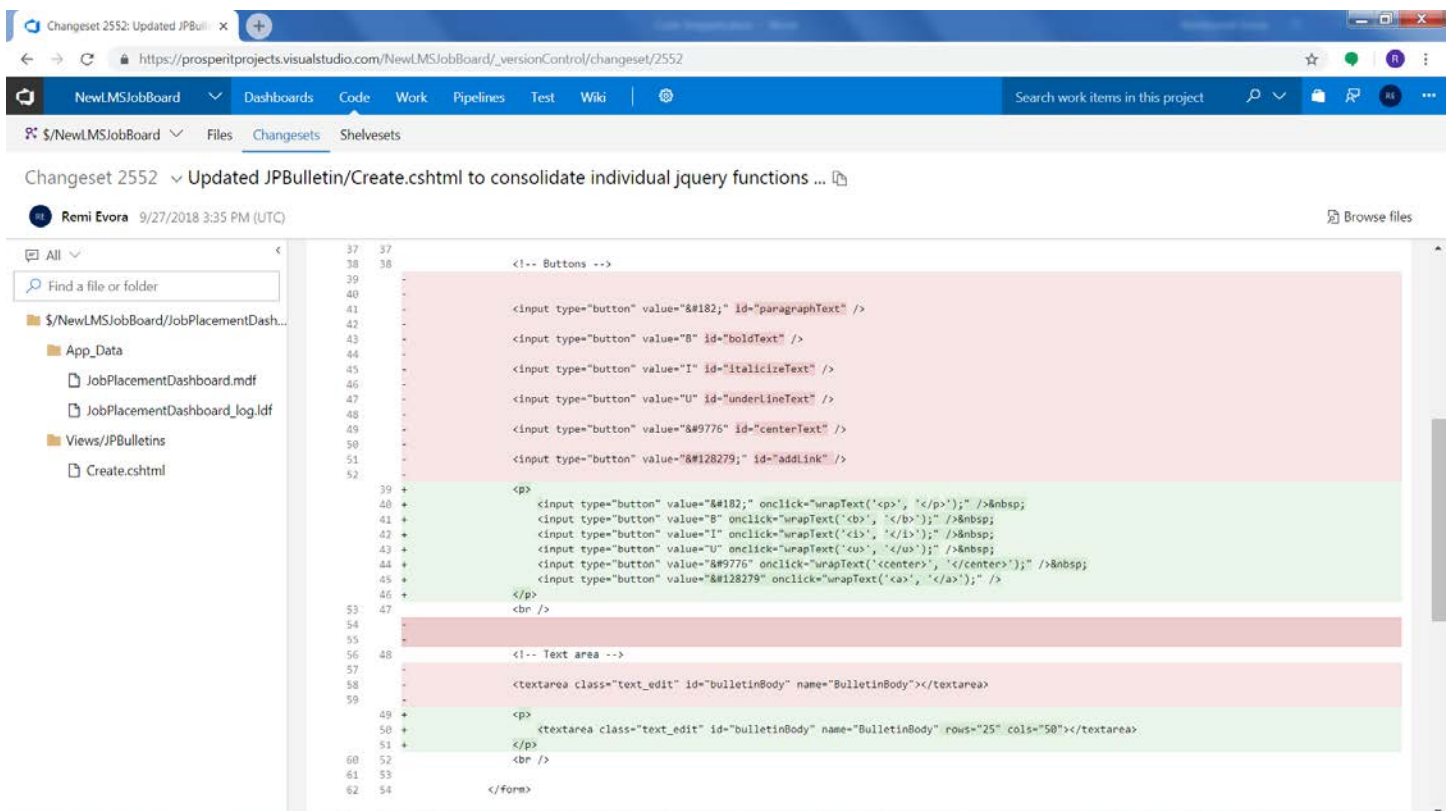 Changeset 2552: Updated JPBull
https://prosperitprojects.visualstudio.com/NewLMSJobBoard/_versionControl/changeset/2552
R
NewLMSJobBoard Dashboards Code Work Pipelines Test Wiki Search work items in this project RE
$/NewLMSJobBoard Files Changesets Shelvesets
Changeset 2552 Updated JPBulletin/Create.cshtml to consolidate individual jquery functions ...
RE Remi Evora 9/27/2018 3:35 PM (UTC) Browse files
All
Find a file or folder
$/NewLMSJobBoard/JobPlacementDash...
App_Data
JobPlacementDashboard.mdf
JobPlacementDashboard_log.ldf
Views/JPBulletins
Create.cshtml
37 37
38 38 <!-- Buttons -->
39 -
40 -
41 - <input type="button" value="&#182;" id="paragraphText" />
42 -
43 - <input type="button" value="B" id="boldText" />
44 -
45 - <input type="button" value="I" id="italicizeText" />
46 -
47 - <input type="button" value="U" id="underLineText" />
48 -
49 - <input type="button" value="&#9776" id="centerText" />
50 -
51 - <input type="button" value="&#128279;" id="addLink" />
52 -
39 + <p>
40 + <input type="button" value="&#182;" onclick="wrapText('<p>', '</p>');" />&nbsp;
41 + <input type="button" value="B" onclick="wrapText('<b>', '</b>');" />&nbsp;
42 + <input type="button" value="I" onclick="wrapText('<i>', '</i>');" />&nbsp;
43 + <input type="button" value="U" onclick="wrapText('<u>', '</u>');" />&nbsp;
44 + <input type="button" value="&#9776" onclick="wrapText('<center>', '</center>');" />&nbsp;
45 + <input type="button" value="&#128279" onclick="wrapText('<a>', '</a>');" />
46 + </p>
53 47 <br />
54 -
55 -
56 48 <!-- Text area -->
57 -
58 - <textarea class="text_edit" id="bulletinBody" name="BulletinBody"></textarea>
59 -
49 + <p>
50 + <textarea class="text_edit" id="bulletinBody" name="BulletinBody" rows="25" cols="50"></textarea>
51 + </p>
60 52 <br />
61 53
62 54 </form>